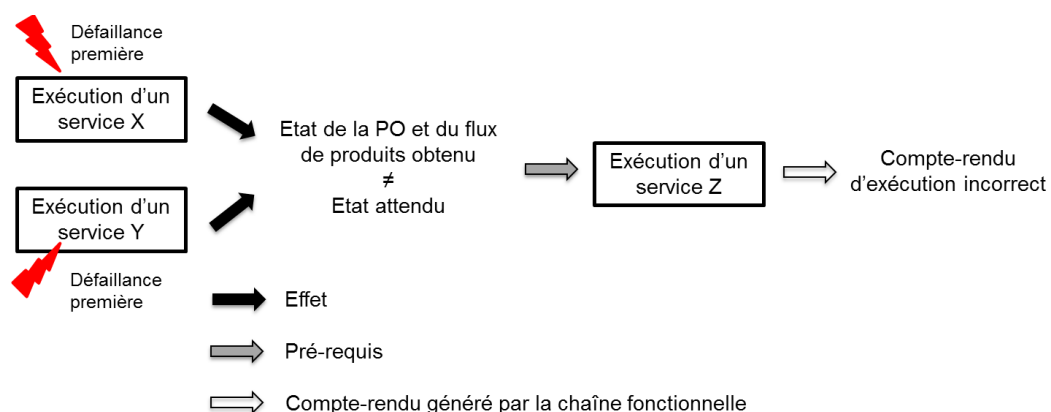 Défaillance
première
Exécution d'un
service X
Etat de la PO et du flux
de produits obtenu
≠
Etat attendu
Exécution d'un
service Z
Compte-rendu
d'exécution incorrect
Exécution d'un
service Y
Défaillance
première
Effet
Pré-requis
Compte-rendu généré par la chaîne fonctionnelle